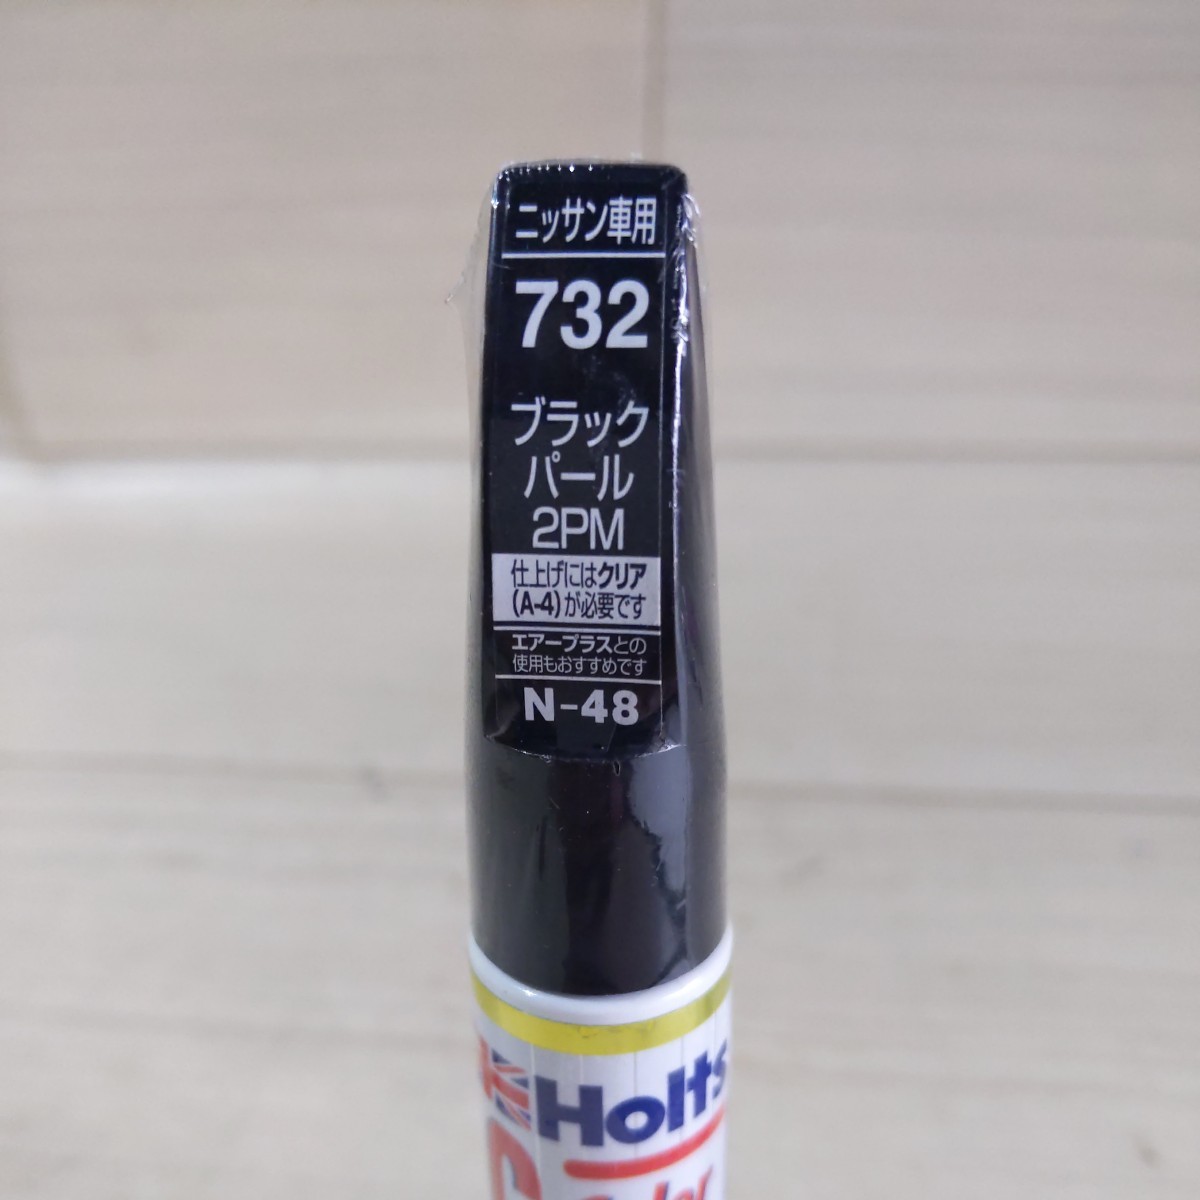 ニッサン車用
732
ブラック
パール
2PM
仕上げにはクリア
(A-4)が必要です
エアープラスとの
使用もおすすめです
N-48
Holts